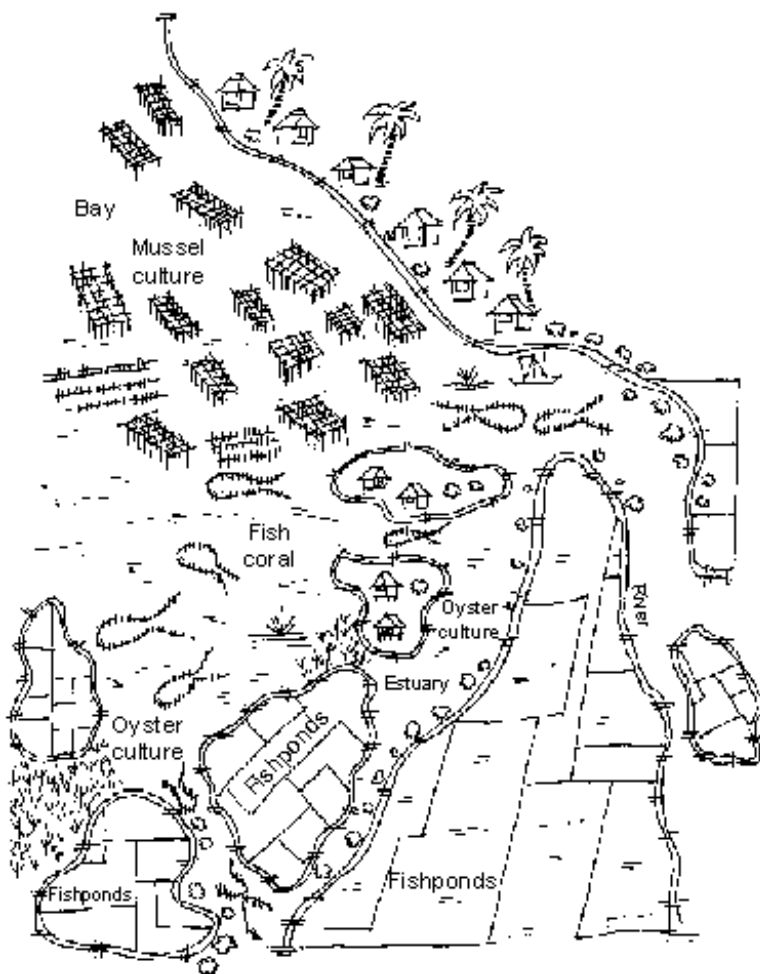 Bay
Mussel
culture
Fish
coral
River
Oyster
culture
Estuary
Oyster
culture
Fishponds
Fishponds
Fishponds